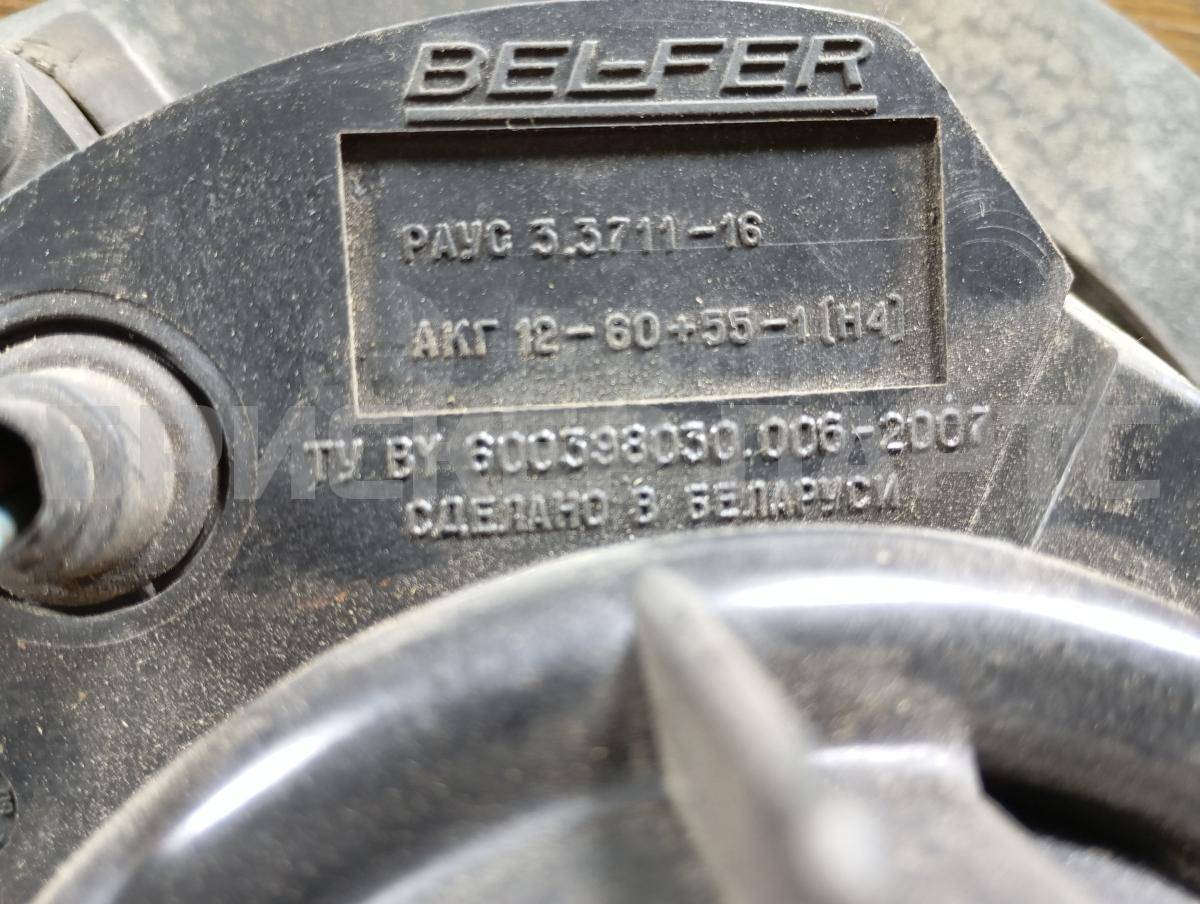 BELFER
РАУС 3.3711-16
АКГ 12-60+55-1(Н4)
ТУ BY 600398030.006-2007
СДЕЛАНО В БЕЛАРУСИ